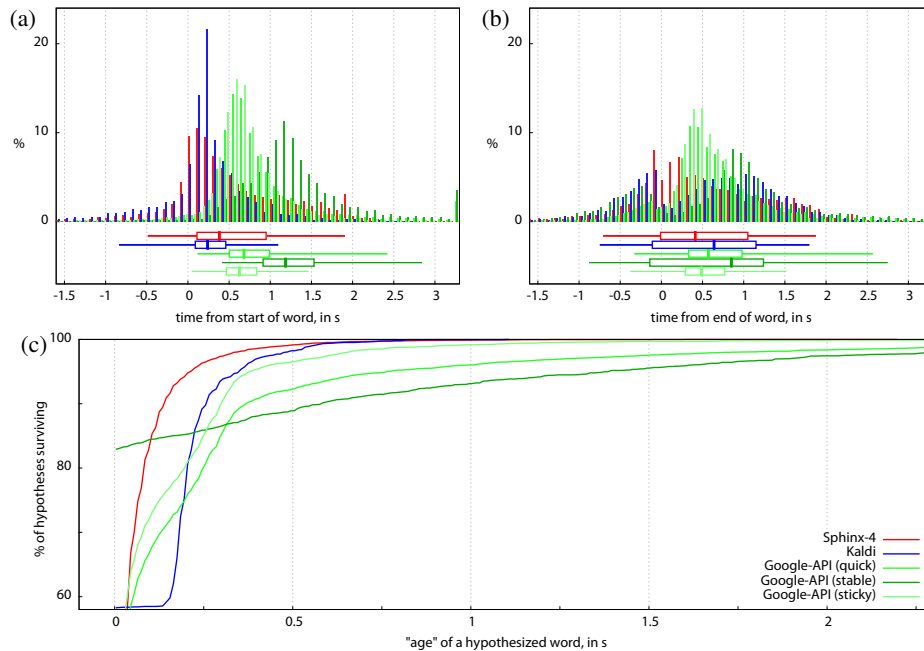 (a)
(b)
20
10
%
0
-1.5 -1 -0.5 0 0.5 1 1.5 2 2.5 3
time from start of word, in s
20
10
%
0
-1.5 -1 -0.5 0 0.5 1 1.5 2 2.5 3
time from end of word, in s
(c)
100
80
60
% of hypotheses surviving
Sphinx-4
Kaldi
Google-API (quick)
Google-API (stable)
Google-API (sticky)
0 0.5 1 1.5 2
"age" of a hypothesized word, in s